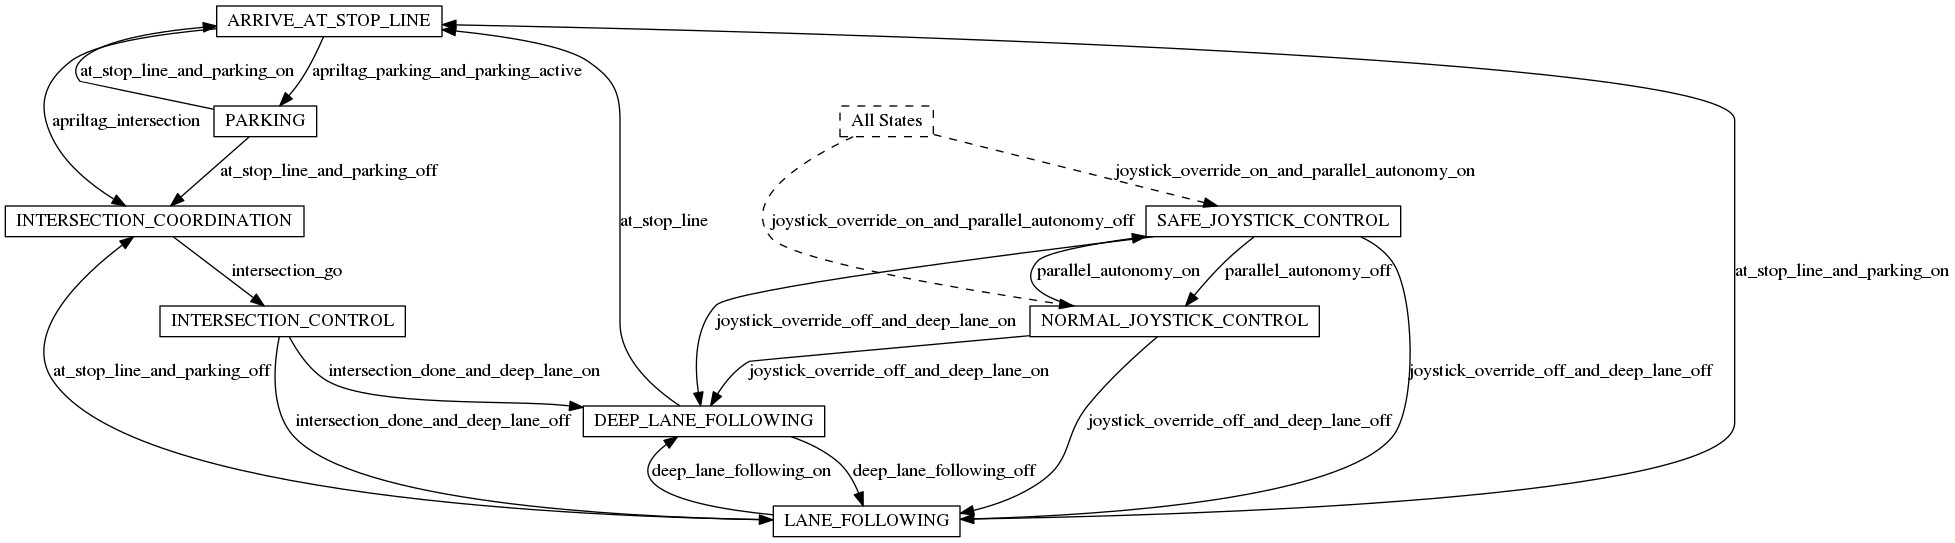 ARRIVE_AT_STOP_LINE
at_stop_line_and_parking_on
apriltag_parking_and_parking_active
apriltag_intersection
PARKING
All States
at_stop_line_and_parking_off
joystick_override_on_and_parallel_autonomy_on
INTERSECTION_COORDINATION
at_stop_line
joystick_override_on_and_parallel_autonomy_off
SAFE_JOYSTICK_CONTROL
intersection_go
parallel_autonomy_on
parallel_autonomy_off
at_stop_line_and_parking_on
INTERSECTION_CONTROL
joystick_override_off_and_deep_lane_on
NORMAL_JOYSTICK_CONTROL
at_stop_line_and_parking_off
intersection_done_and_deep_lane_on
joystick_override_off_and_deep_lane_on
joystick_override_off_and_deep_lane_off
intersection_done_and_deep_lane_off
DEEP_LANE_FOLLOWING
joystick_override_off_and_deep_lane_off
deep_lane_following_on
deep_lane_following_off
LANE_FOLLOWING